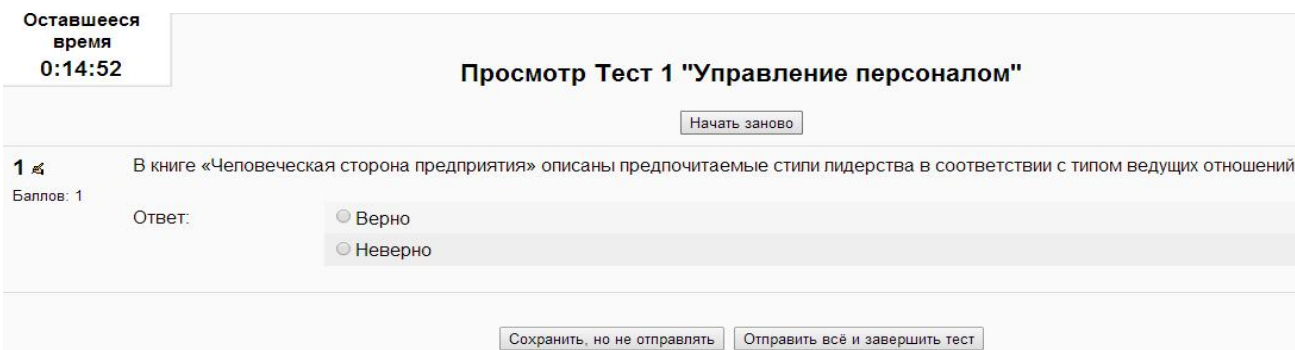 Оставшееся
время
0:14:52
Просмотр Тест 1 "Управление персоналом"
Начать заново
1
Баллов: 1
В книге «Человеческая сторона предприятия» описаны предпочитаемые стили лидерства в соответствии с типом ведущих отношений
Ответ:
Верно
Неверно
Сохранить, но не отправлять
Отправить всё и завершить тест